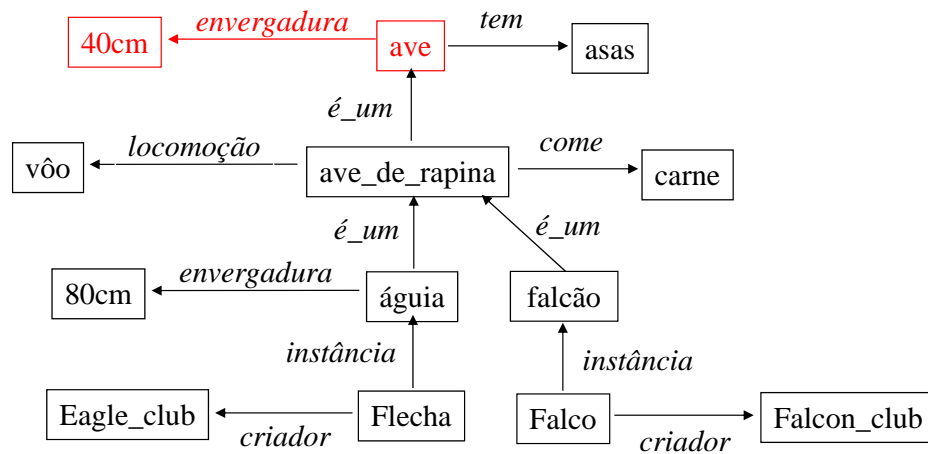 envergadura
tem
40cm
ave
asas
é_um
locomoção
come
vôo
ave_de_rapina
carne
é_um
é_um
envergadura
80cm
águia
falcão
instância
instância
Eagle_club
Flecha
Falco
Falcon_club
criador
criador